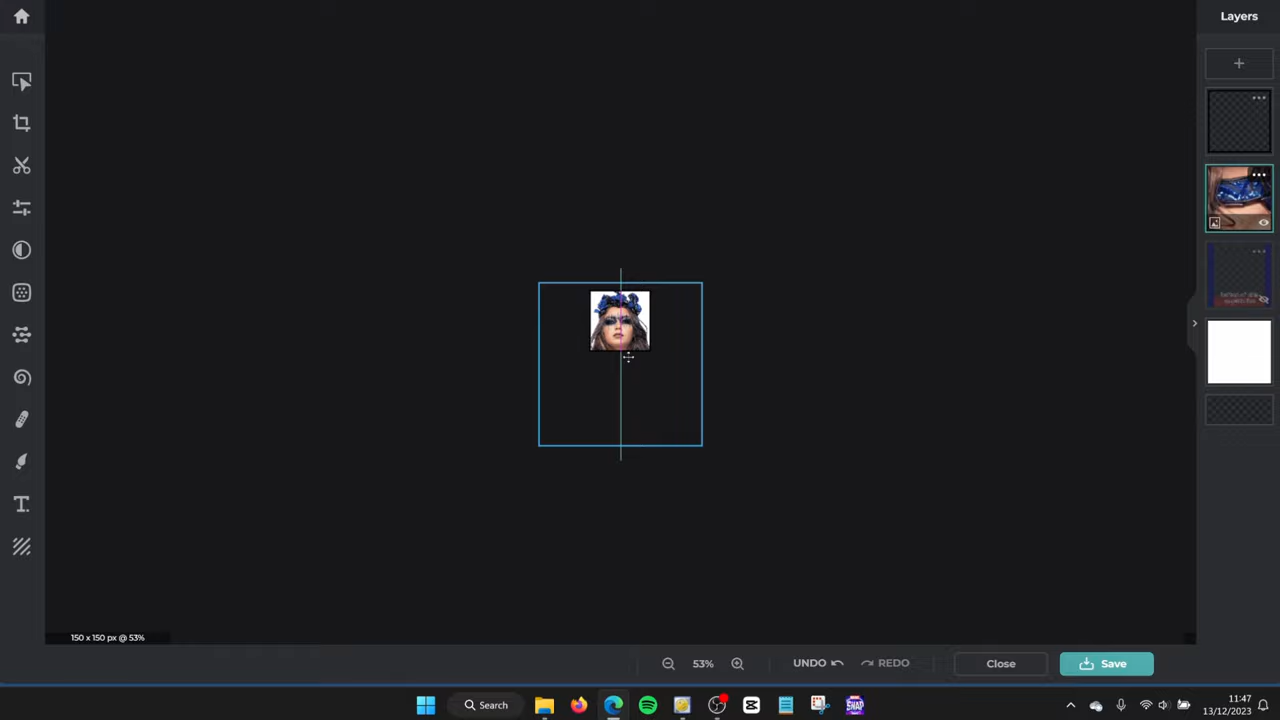 Layers
150 x 150 px @ 53%
53%
UNDO
REDO
Close
Save
Search
11:47
13/12/2023